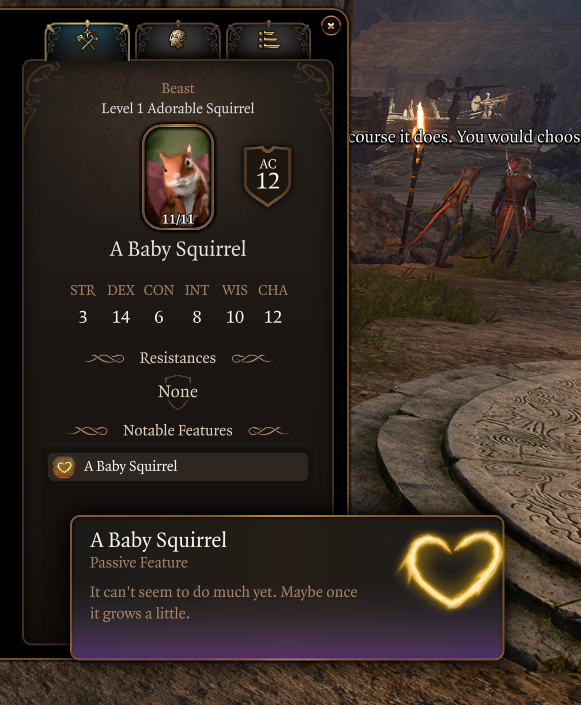 Beast
Level 1 Adorable Squirrel
AC
12
11/11
A Baby Squirrel
STR DEX CON INT WIS CHA
3 14 6 8 10 12
Resistances
None
Notable Features
A Baby Squirrel
A Baby Squirrel
Passive Feature
It can't seem to do much yet. Maybe once
it grows a little.
course it does. You would choos